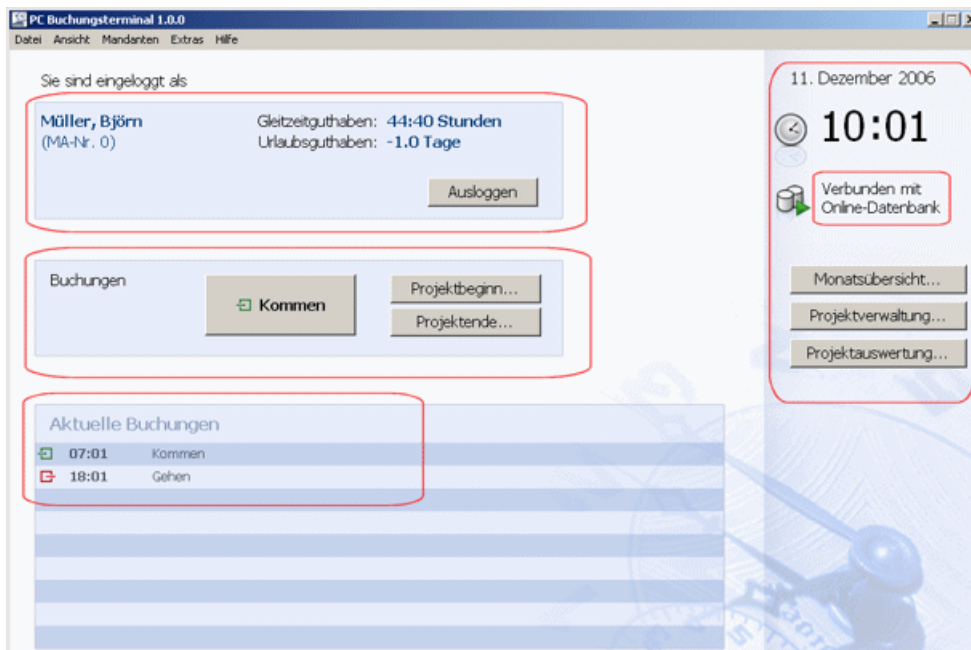 PC Buchungsterminal 1.0.0
Datei Ansicht Mandanten Extras Hilfe
Sie sind eingeloggt als
Müller, Björn
(MA-Nr. 0)
Gleitzeitguthaben: 44:40 Stunden
Urlaubsguthaben: -1.0 Tage
Ausloggen
Buchungen
Kommen
Projektbeginn...
Projektende...
Aktuelle Buchungen
07:01 Kommen
18:01 Gehen
11. Dezember 2006
10:01
Verbunden mit
Online-Datenbank
Monatsübersicht...
Projektverwaltung...
Projektauswertung...